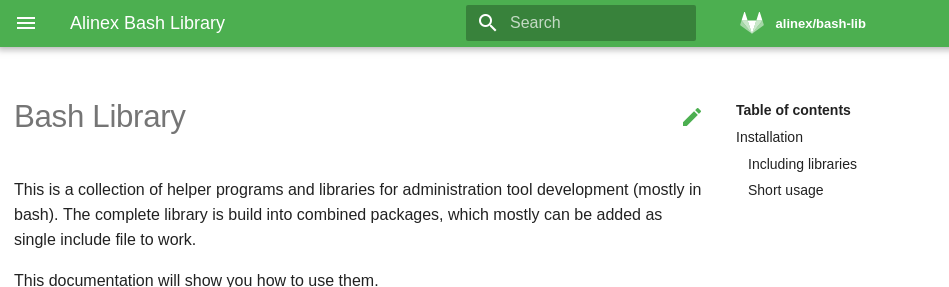 Alinex Bash Library
Search
alinex/bash-lib
Bash Library
This is a collection of helper programs and libraries for administration tool development (mostly in
bash). The complete library is build into combined packages, which mostly can be added as
single include file to work.
This documentation will show you how to use them.
Table of contents
Installation
Including libraries
Short usage